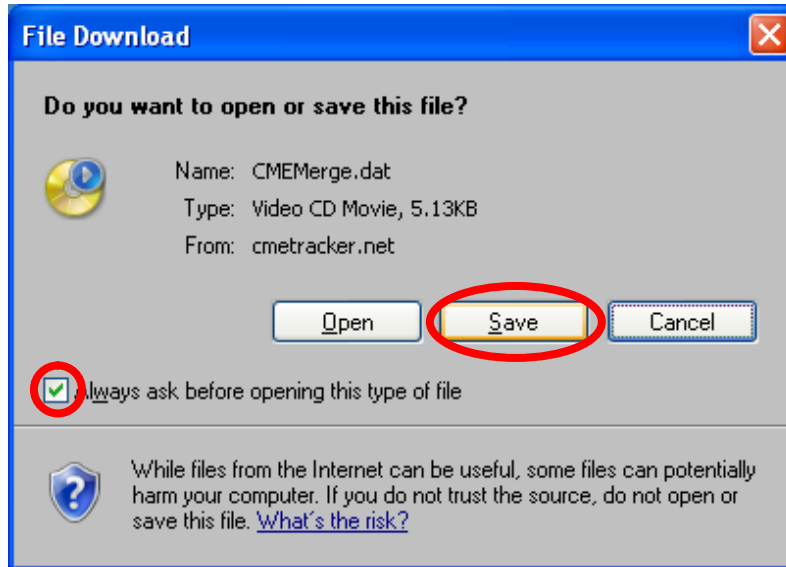 File Download
Do you want to open or save this file?
Name: CMEMerge.dat
Type: Video CD Movie, 5.13KB
From: cmetracker.net
Open Save Cancel
Always ask before opening this type of file
While files from the Internet can be useful, some files can potentially
harm your computer. If you do not trust the source, do not open or
save this file. What's the risk?